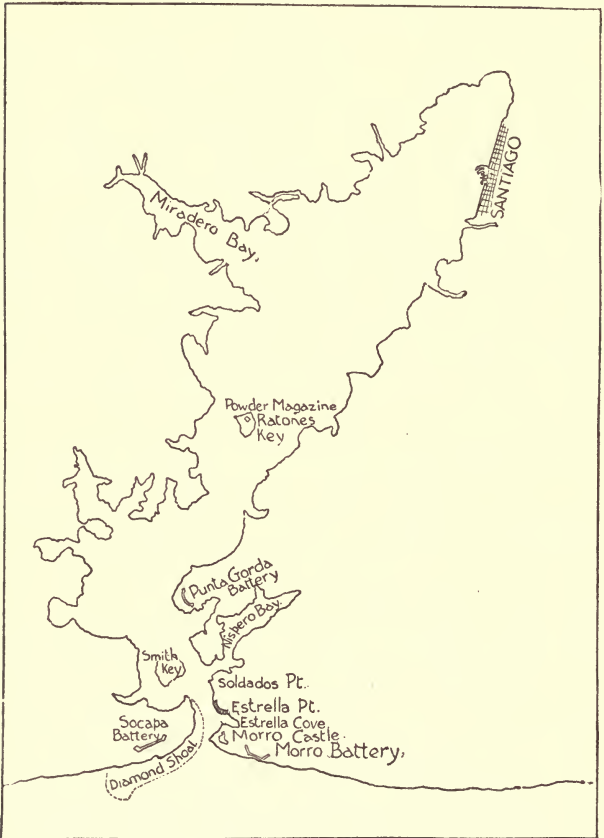 SANTIAGO
Miradero Bay,
Powder Magazine
Ratones
Key
Punta Gorda
Battery
Nispero Bay
Smith
Key
Soldados Pt.
Estrella Pt.
Estrella Cove
Socapa
Battery
Morro Castle.
Morro Battery,
Diamond Shoal